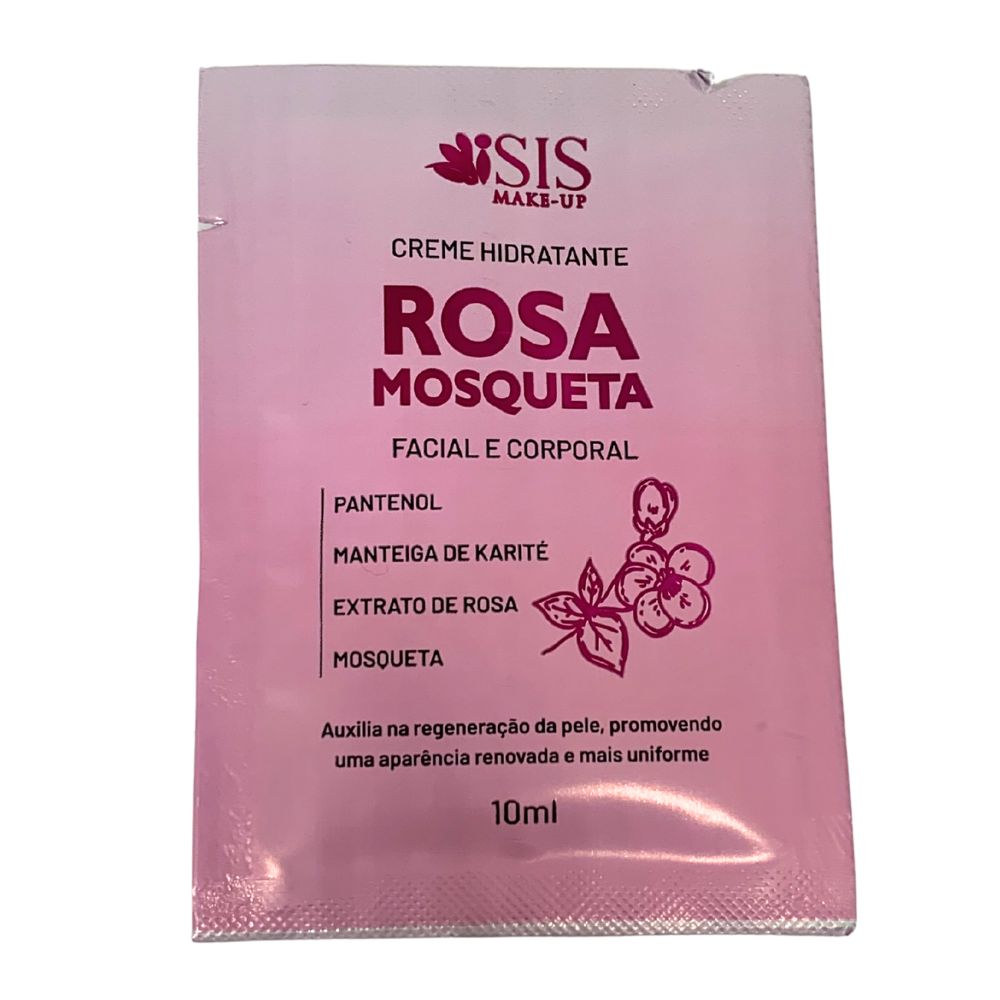 iSIS
MAKE-UP
CREME HIDRATANTE
ROSA
MOSQUETA
FACIAL E CORPORAL
PANTENOL
MANTEIGA DE KARITÉ
EXTRATO DE ROSA
MOSQUETA
Auxilia na regeneração da pele, promovendo
uma aparência renovada e mais uniforme
10ml